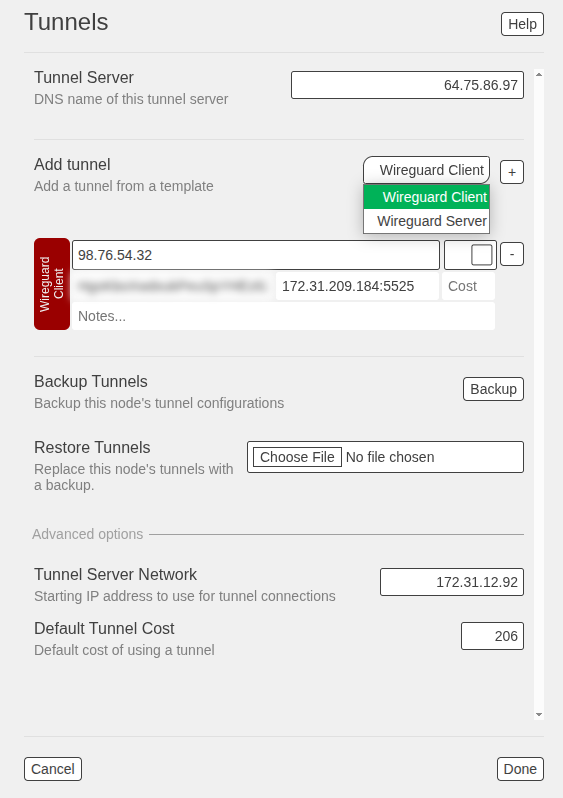 Tunnels
Help
Tunnel Server
64.75.86.97
DNS name of this tunnel server
Add tunnel
Wireguard Client
+
Add a tunnel from a template
Wireguard Client
Wireguard Server
Wireguard
Client
98.76.54.32
-
172.31.209.184:5525
Cost
Notes...
Backup Tunnels
Backup
Backup this node's tunnel configurations
Restore Tunnels
Choose File No file chosen
Replace this node's tunnels with
a backup.
Advanced options
Tunnel Server Network
172.31.12.92
Starting IP address to use for tunnel connections
Default Tunnel Cost
206
Default cost of using a tunnel
Cancel
Done